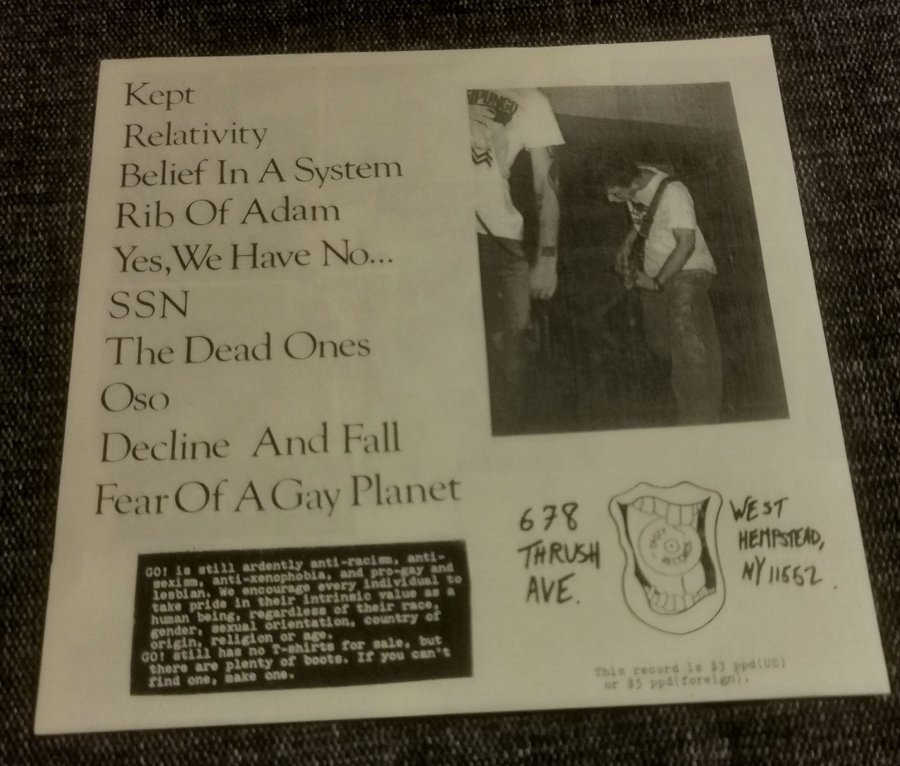 Kept
Relativity
Belief In A System
Rib Of Adam
Yes, We Have No...
SSN
The Dead Ones
Oso
Decline And Fall
Fear Of A Gay Planet
GO! is still ardently anti-racism, anti-
sexism, anti-xenophobia, and pro-gay and
lesbian. We encourage every individual to
take pride in their intrinsic value as a
human being, regardless of their race,
gender, sexual orientation, country of
origin, religion or age.
GO! still has no T-shirts for sale, but
there are plenty of boots. If you can't
find one, make one.
678
THRUSH
AVE.
WEST
HEMPSTEAD,
NY 11552.
This record is $3 ppd(US)
or $5 ppd(foreign).